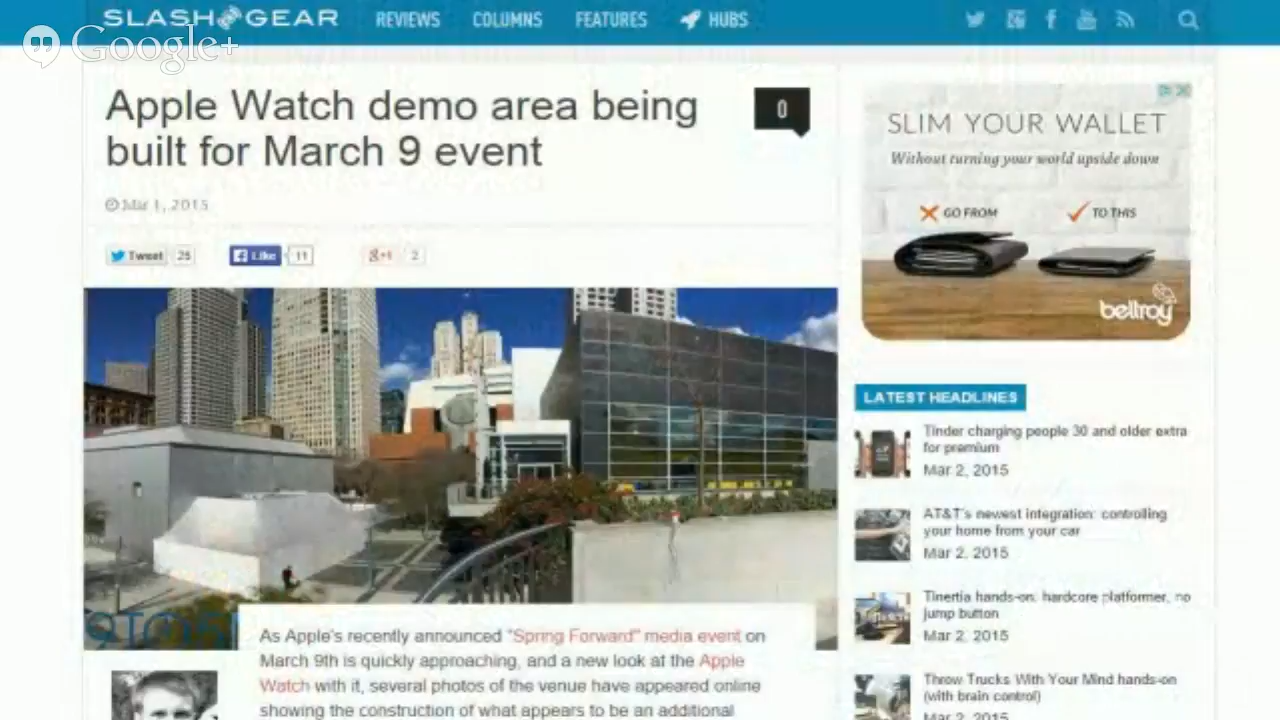 SLASH GEAR REVIEWS COLUMNS FEATURES HUBS
Google+
Apple Watch demo area being
built for March 9 event
0
Mar 1, 2015
Tweet 25 Like 11 g+1 2
As Apple's recently announced "Spring Forward" media event on
March 9th is quickly approaching, and a new look at the Apple
Watch with it, several photos of the venue have appeared online
showing the construction of what appears to be an additional
SLIM YOUR WALLET
Without turning your world upside down
GO FROM TO THIS
bellroy
LATEST HEADLINES
Tinder charging people 30 and older extra
for premium
Mar 2, 2015
AT&T's newest integration: controlling
your home from your car
Mar 2, 2015
Tinertia hands-on: hardcore platformer, no
jump button
Mar 2, 2015
Throw Trucks With Your Mind hands-on
(with brain control)
Mar 2, 2015